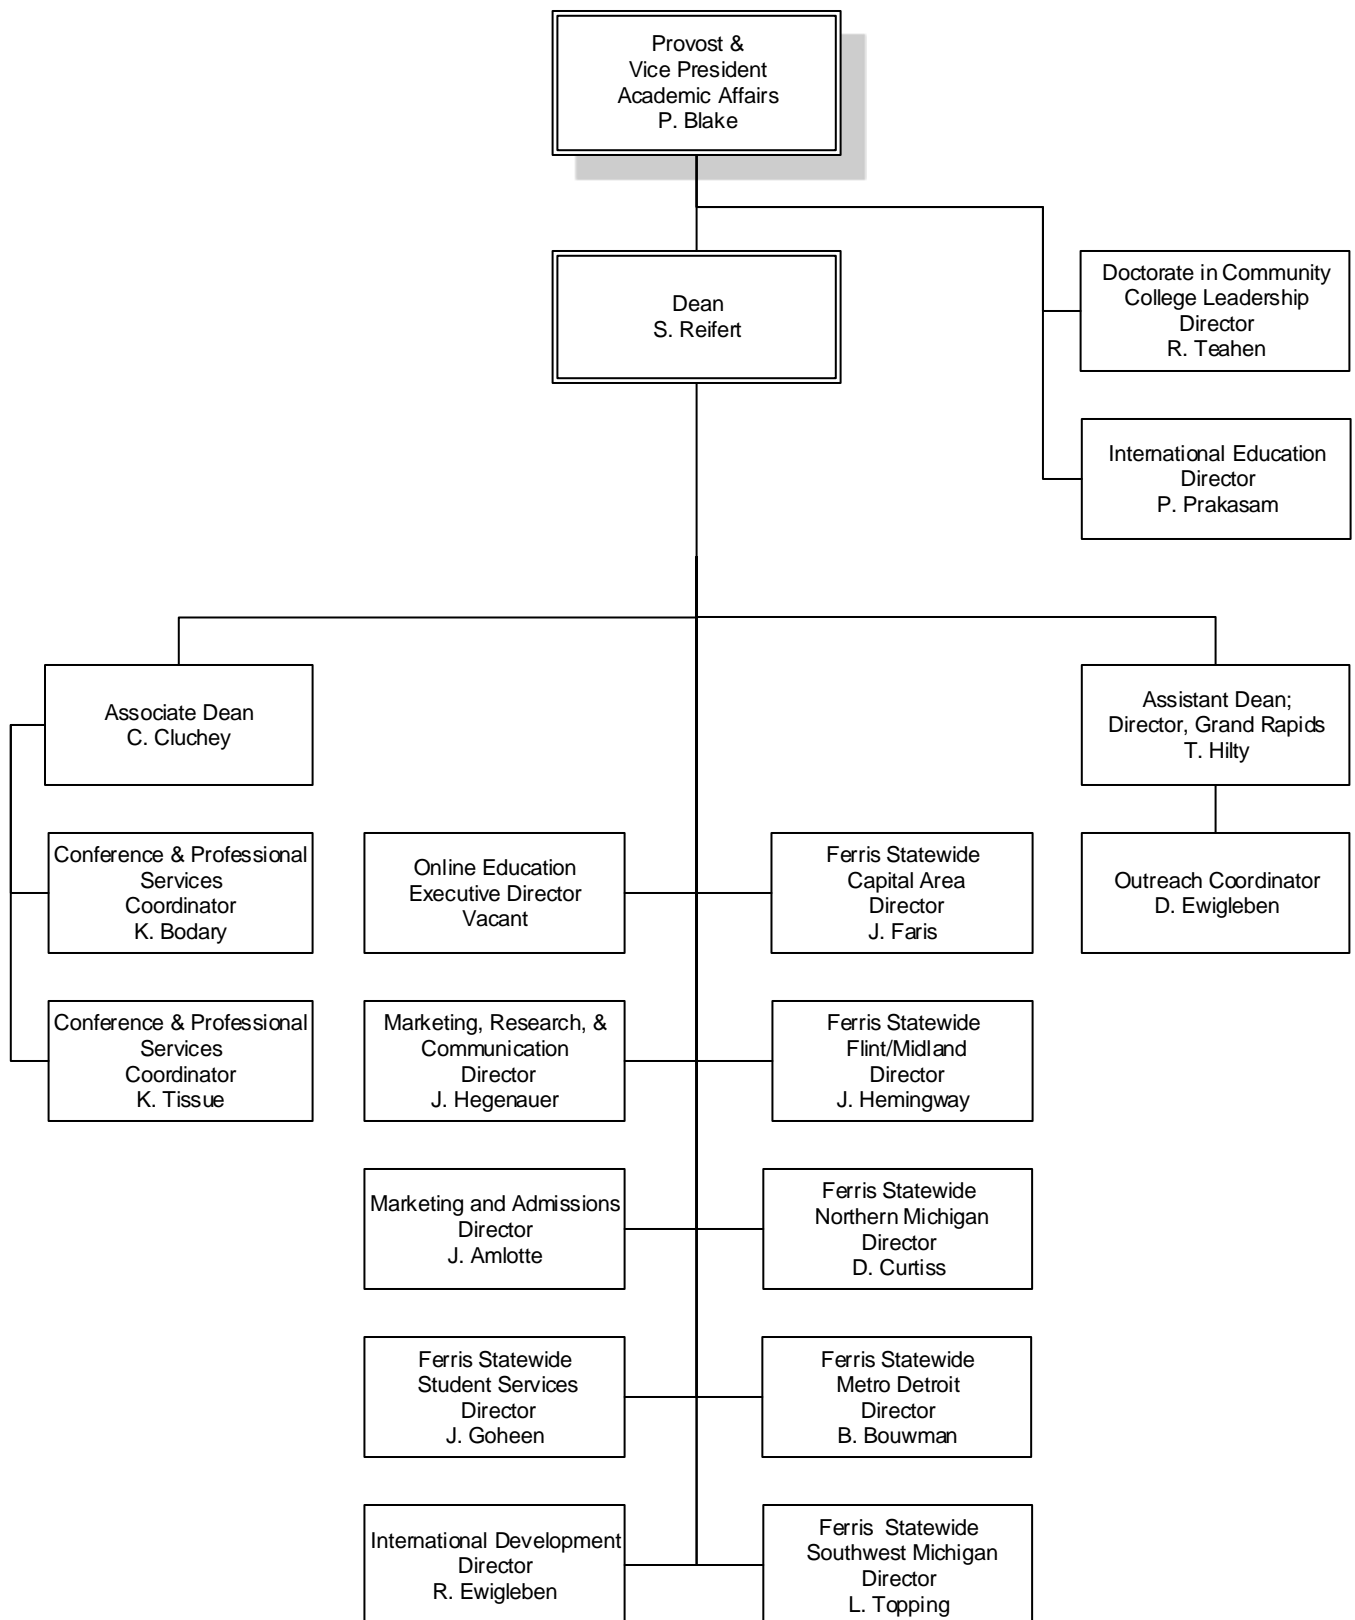 Provost &
Vice President
Academic Affairs
P. Blake
Dean
S. Reifert
Doctorate in Community
College Leadership
Director
R. Teahen
International Education
Director
P. Prakasam
Associate Dean
C. Cluchey
Assistant Dean;
Director, Grand Rapids
T. Hilty
Conference & Professional
Services
Coordinator
K. Bodary
Online Education
Executive Director
Vacant
Ferris Statewide
Capital Area
Director
J. Faris
Outreach Coordinator
D. Ewigleben
Conference & Professional
Services
Coordinator
K. Tissue
Marketing, Research, &
Communication
Director
J. Hegenauer
Ferris Statewide
Flint/Midland
Director
J. Hemingway
Marketing and Admissions
Director
J. Amlotte
Ferris Statewide
Northern Michigan
Director
D. Curtiss
Ferris Statewide
Student Services
Director
J. Goheen
Ferris Statewide
Metro Detroit
Director
B. Bouwman
International Development
Director
R. Ewigleben
Ferris Statewide
Southwest Michigan
Director
L. Topping